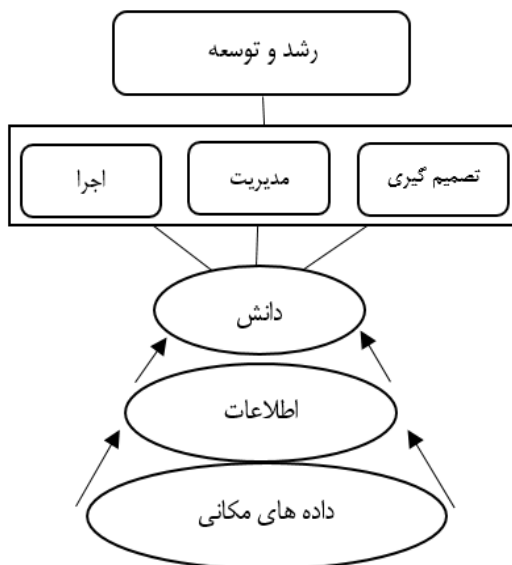 رشد و توسعه
تصمیم گیری
مدیریت
اجرا
دانش
اطلاعات
داده های مکانی